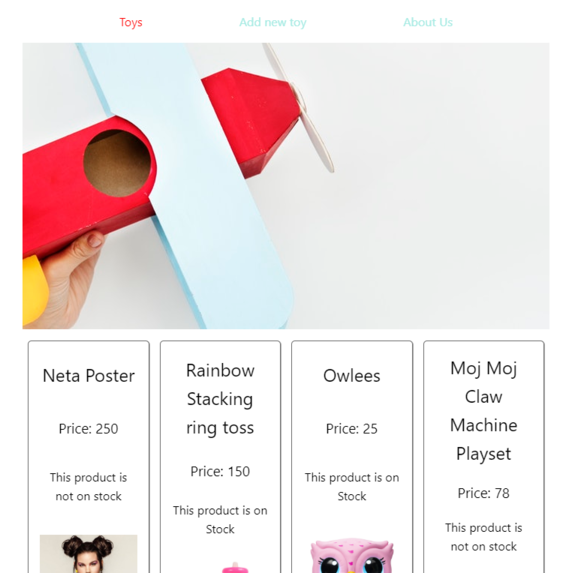 Toys
Add new toy
About Us
Neta Poster
Price: 250
This product is
not on stock
Rainbow
Stacking
ring toss
Price: 150
This product is on
Stock
Owlees
Price: 25
This product is on
Stock
Moj Moj
Claw
Machine
Playset
Price: 78
This product is
not on stock